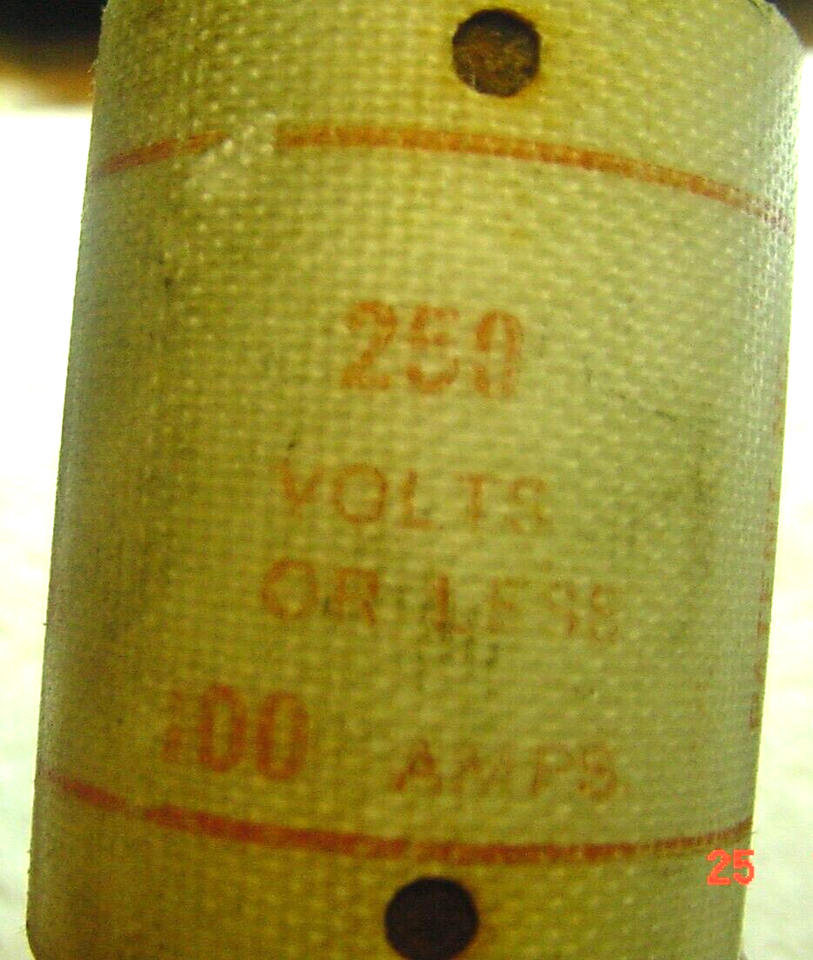 250
VOLTS
OR LESS
100 AMPS.
25